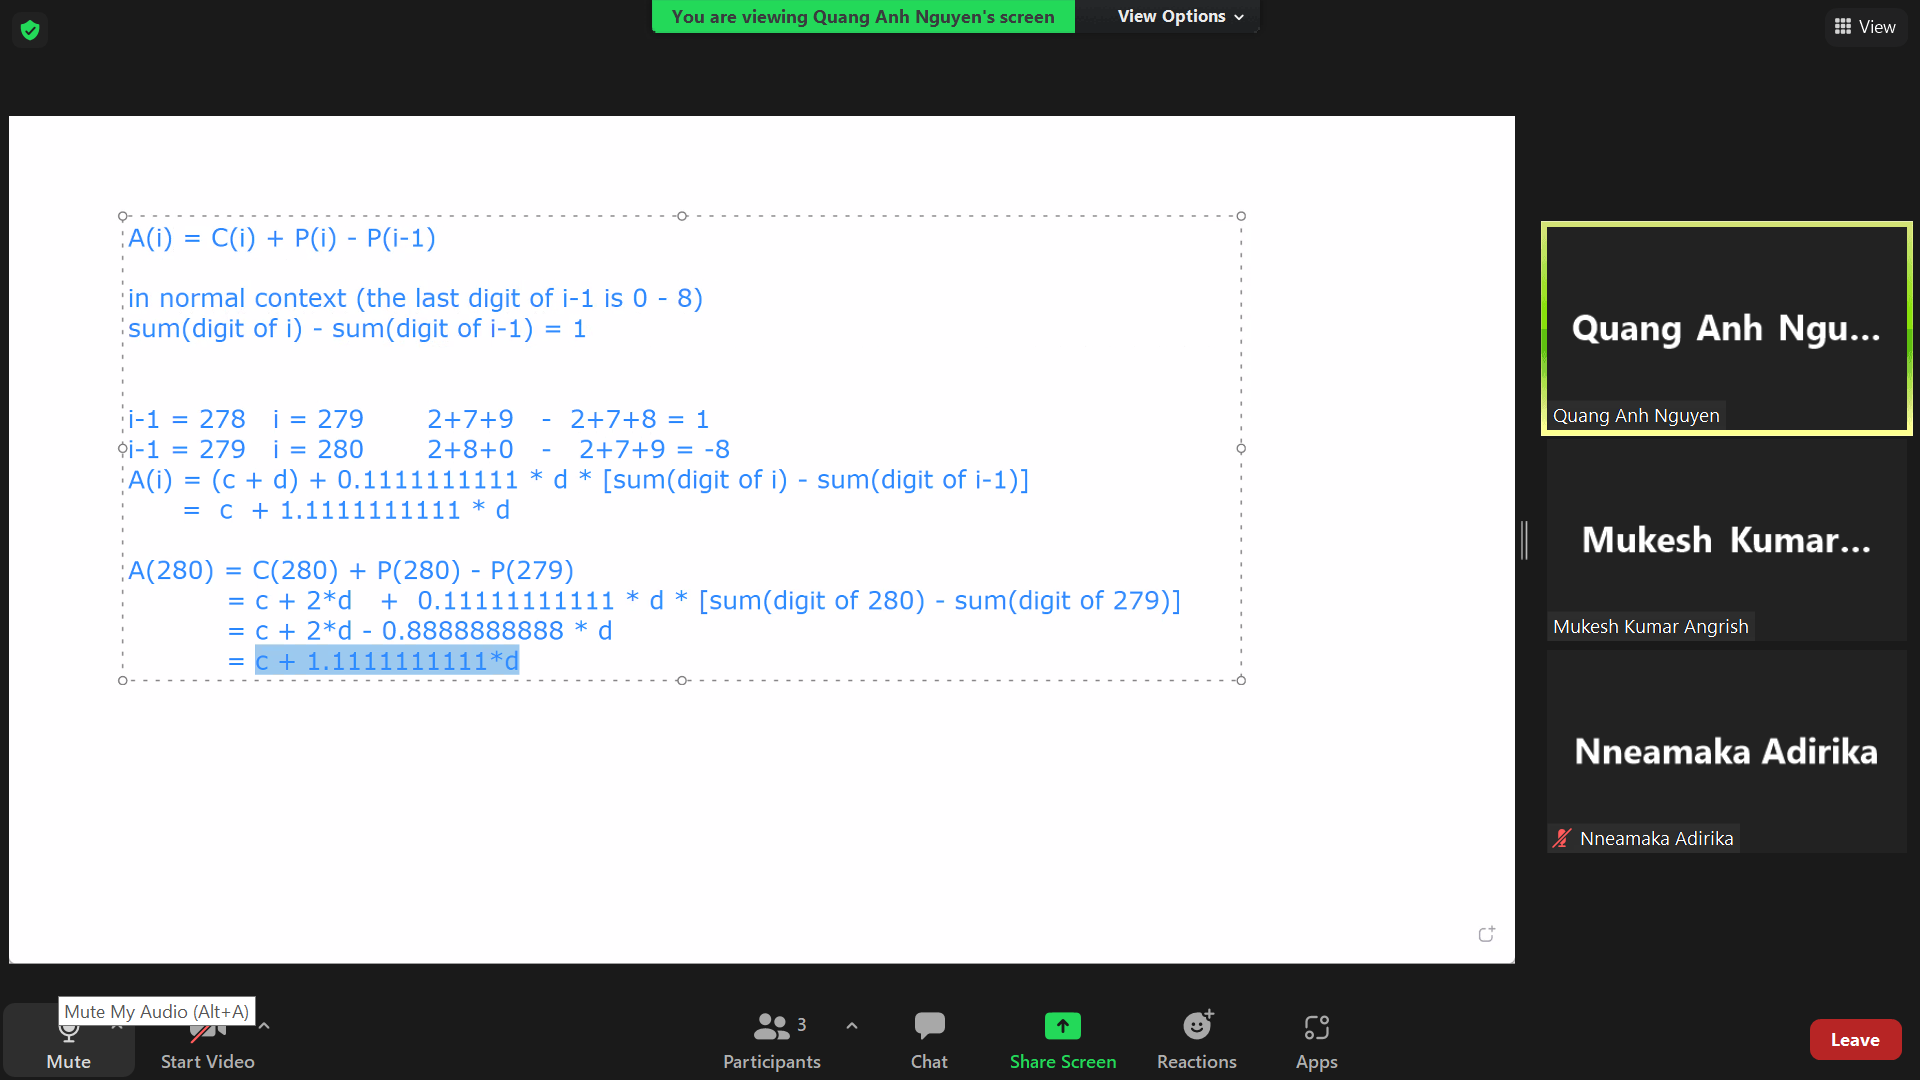 You are viewing Quang Anh Nguyen's screen
View Options
View
A(i) = C(i) + P(i) - P(i-1)
in normal context (the last digit of i-1 is 0 - 8)
sum(digit of i) - sum(digit of i-1) = 1
i-1 = 278 i = 279 2+7+9 - 2+7+8 = 1
i-1 = 279 i = 280 2+8+0 - 2+7+9 = -8
A(i) = (c + d) + 0.1111111111 * d * [sum(digit of i) - sum(digit of i-1)]
= c + 1.1111111111 * d
A(280) = C(280) + P(280) - P(279)
= c + 2*d + 0.11111111111 * d * [sum(digit of 280) - sum(digit of 279)]
= c + 2*d - 0.8888888888 * d
= c + 1.1111111111*d
Quang Anh Ngu...
Quang Anh Nguyen
Mukesh Kumar...
Mukesh Kumar Angrish
Nneamaka Adirika
Nneamaka Adirika
Mute My Audio (Alt+A)
Mute
Start Video
3
Participants
Chat
Share Screen
Reactions
Apps
Leave